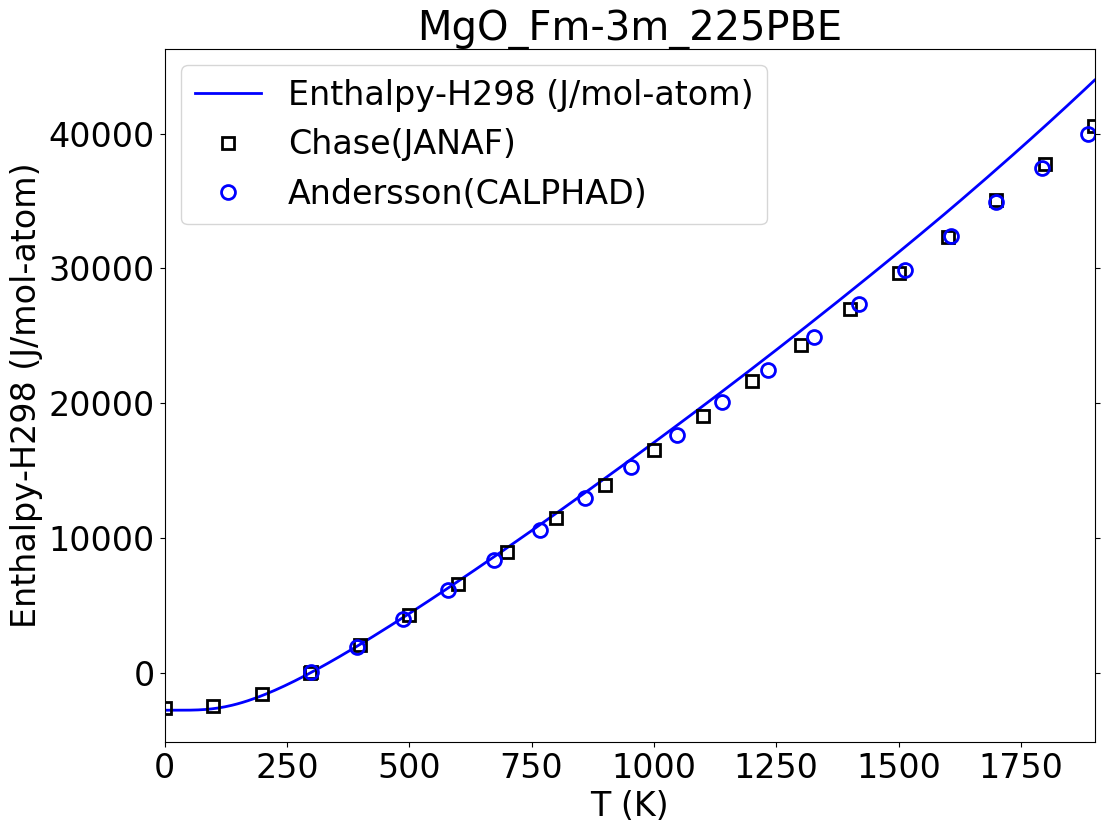 MgO_Fm-3m_225PBE
Enthalpy-H298 (J/mol-atom)
Chase(JANAF)
Andersson(CALPHAD)
Enthalpy-H298 (J/mol-atom)
40000
30000
20000
10000
0
0 250 500 750 1000 1250 1500 1750
T (K)